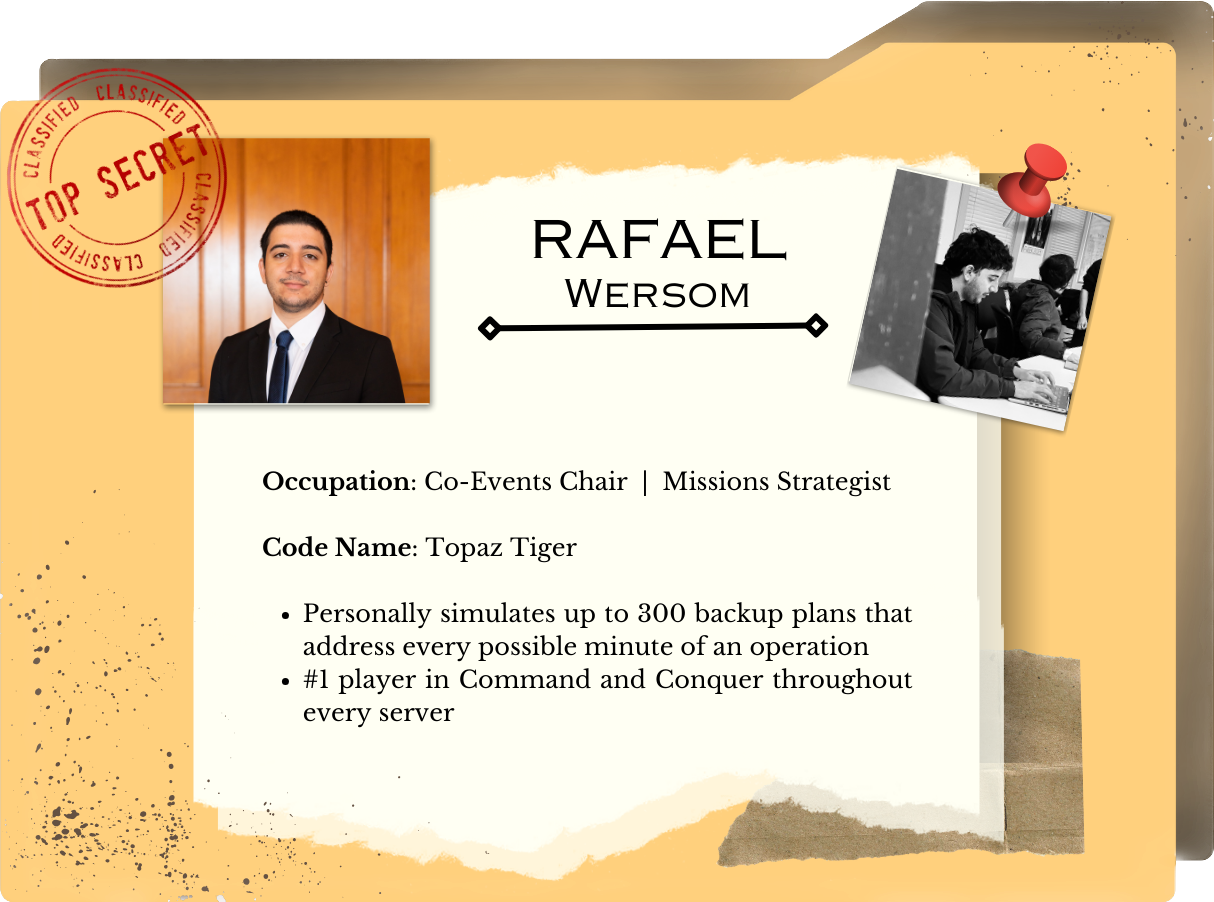 CLASSIFIED CLASSIFIED
TOP SECRET
CLASSIFIED CLASSIFIED
RAFAEL
WERSOM
Occupation: Co-Events Chair | Missions Strategist
Code Name: Topaz Tiger
• Personally simulates up to 300 backup plans that
address every possible minute of an operation
• #1 player in Command and Conquer throughout
every server